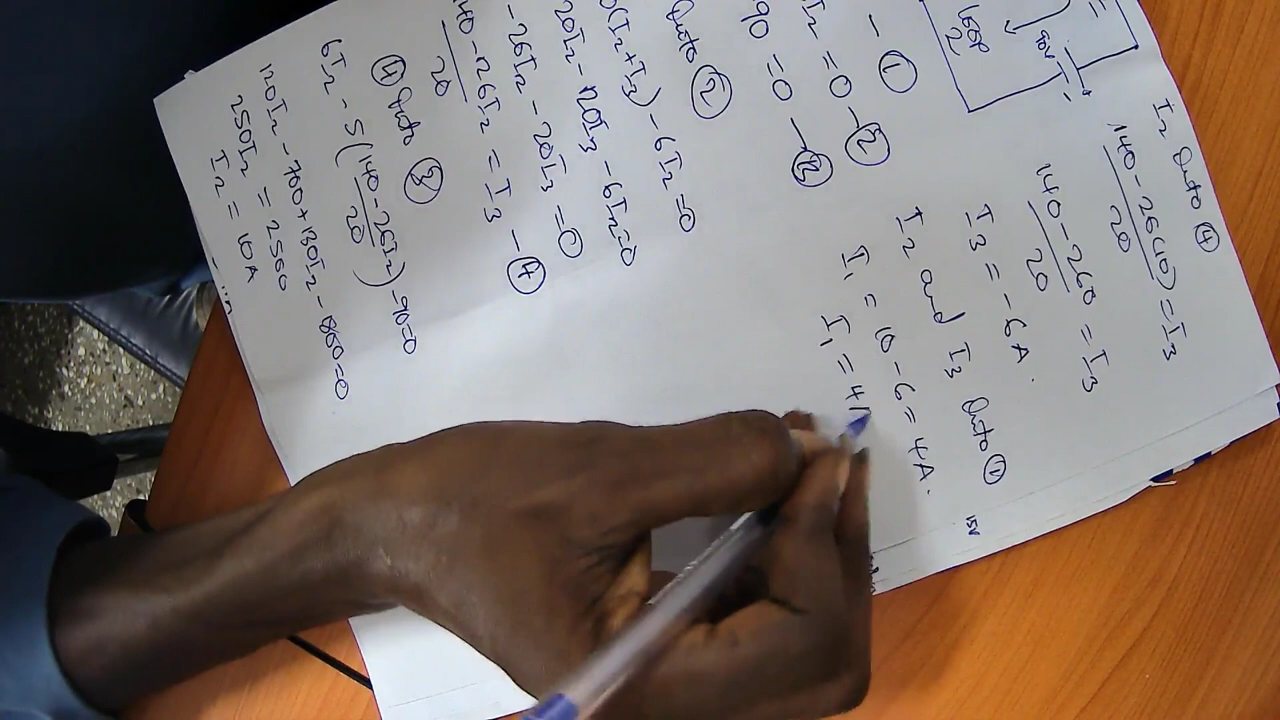 LOOP
2
90V
— ①
I₂ = 0 — ②
90 = 0 — ③
Into ②
(I₂+I₃) - 6I₂ = 0
20I₂ - 120I₃ - 6I₂ = 0
-26I₂ - 20I₃ = 0
140 - 26I₂ = I₃ — ④
20
④ Into ③
6I₂ - 5(140 - 26I₂) - 90 = 0
20
120I₂ - 700 + 130I₂ - 1800 = 0
250I₂ = 2500
I₂ = 10A
I₂ Into ④
140 - 26(10) = I₃
20
140 - 260 = I₃
20
I₃ = -6A.
I₂ and I₃ Into ①
I₁ = 10 - 6 = 4A.
I₁ = 4
15V